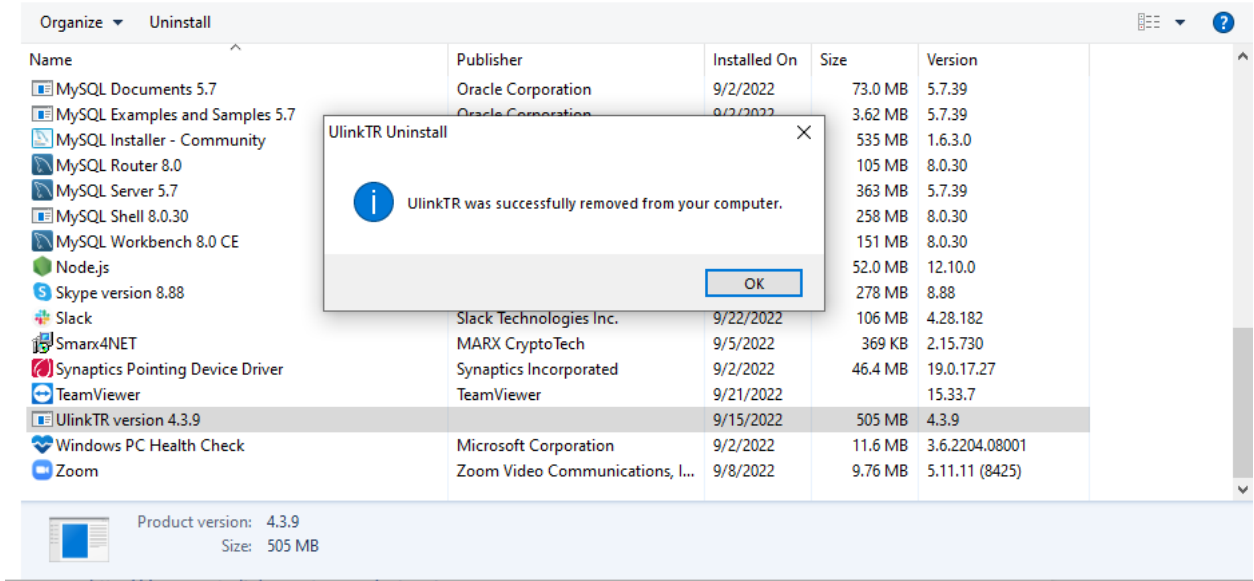 Organize Uninstall
Name Publisher Installed On Size Version
MySQL Documents 5.7 Oracle Corporation 9/2/2022 73.0 MB 5.7.39
MySQL Examples and Samples 5.7 Oracle Corporation 9/2/2022 3.62 MB 5.7.39
UlinkTR Uninstall
MySQL Installer - Community 535 MB 1.6.3.0
MySQL Router 8.0 105 MB 8.0.30
MySQL Server 5.7 363 MB 5.7.39
UlinkTR was successfully removed from your computer.
MySQL Shell 8.0.30 258 MB 8.0.30
MySQL Workbench 8.0 CE 151 MB 8.0.30
Node.js 52.0 MB 12.10.0
OK
Skype version 8.88 278 MB 8.88
Slack Slack Technologies Inc. 9/22/2022 106 MB 4.28.182
Smarx4NET MARX CryptoTech 9/5/2022 369 KB 2.15.730
Synaptics Pointing Device Driver Synaptics Incorporated 9/2/2022 46.4 MB 19.0.17.27
TeamViewer TeamViewer 9/21/2022 15.33.7
UlinkTR version 4.3.9 9/15/2022 505 MB 4.3.9
Windows PC Health Check Microsoft Corporation 9/2/2022 11.6 MB 3.6.2204.08001
Zoom Zoom Video Communications, I... 9/8/2022 9.76 MB 5.11.11 (8425)
Product version: 4.3.9
Size: 505 MB